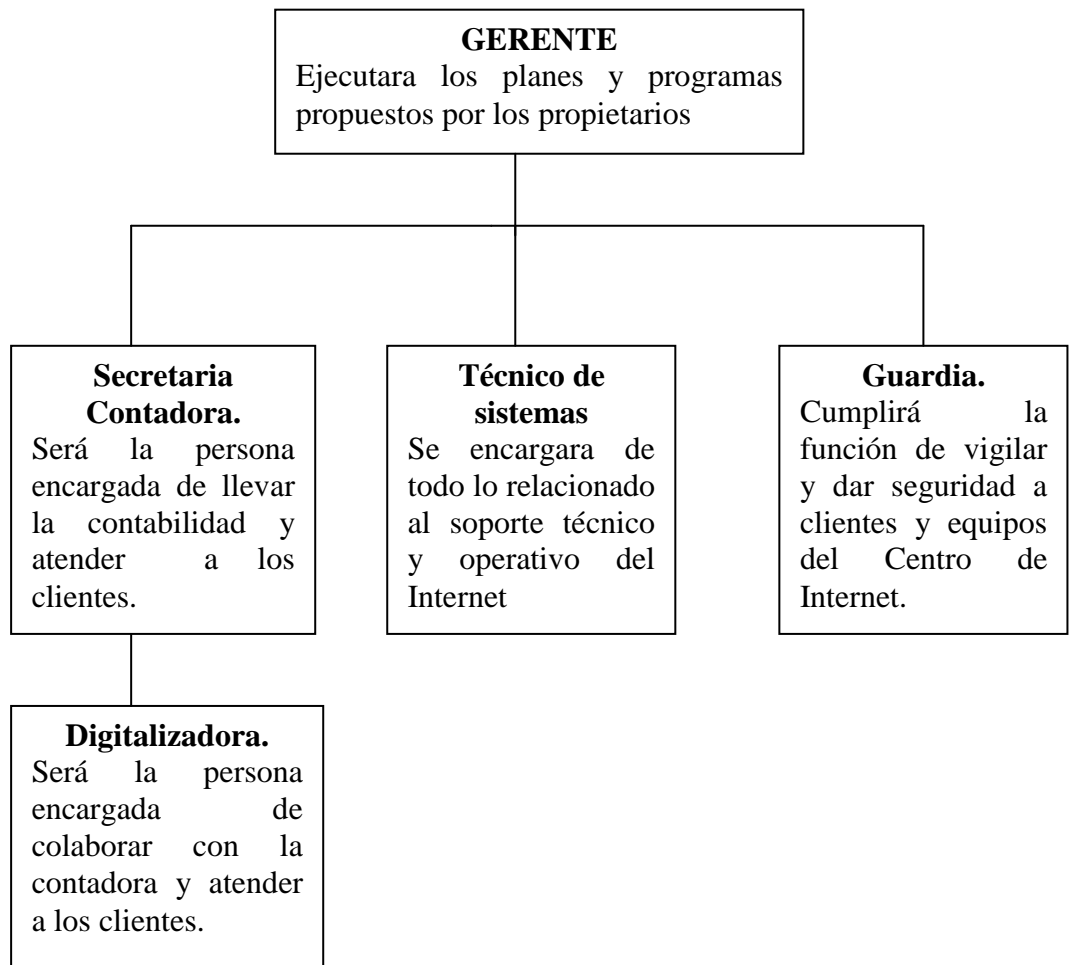 GERENTE
Ejecutara los planes y programas
propuestos por los propietarios
Secretaria
Contadora.
Será la persona
encargada de llevar
la contabilidad y
atender a los
clientes.
Técnico de
sistemas
Se encargara de
todo lo relacionado
al soporte técnico
y operativo del
Internet
Guardia.
Cumplirá la
función de vigilar
y dar seguridad a
clientes y equipos
del Centro de
Internet.
Digitalizadora.
Será la persona
encargada de
colaborar con la
contadora y atender
a los clientes.